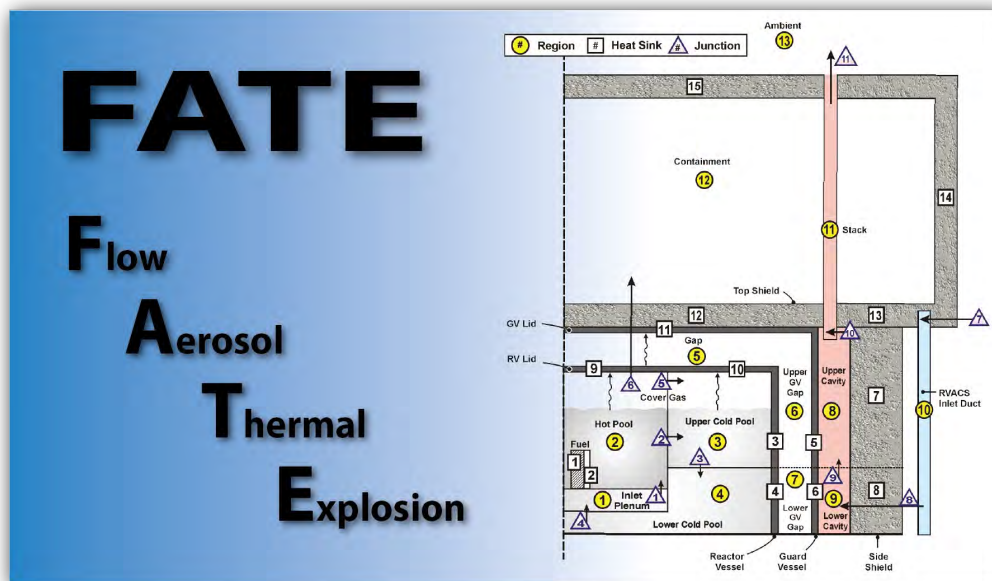 FATE
Flow
Aerosol
Thermal
Explosion
Ambient
13
# Region # Heat Sink # Junction
11
15
Containment
12
14
11 Stack
Top Shield
12
13
7
GV Lid
11
10
Gap
5
RV Lid
9
10
6
5
Cover Gas
Upper
GV
Gap
6
Upper
Cavity
8
7
RVACS
Inlet Duct
10
Hot Pool
2
Upper Cold Pool
3
2
3
3
5
Fuel
1
2
1
Inlet
Plenum
1
4
4
7
6
9
9
8
8
4
Lower Cold Pool
Lower
GV
Gap
Lower
Cavity
Reactor
Vessel
Guard
Vessel
Side
Shield